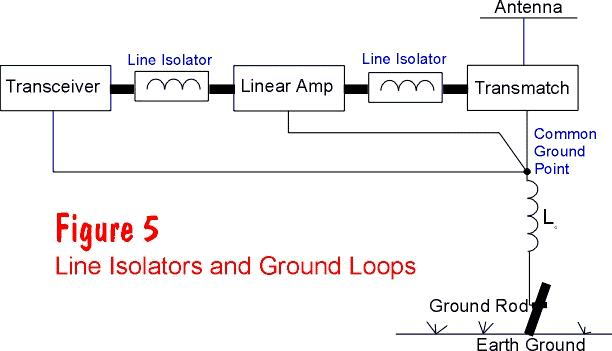 Antenna
Line Isolator
Line Isolator
Transceiver
Linear Amp
Transmatch
Common
Ground
Point
L
Figure 5
Line Isolators and Ground Loops
Ground Rod
Earth Ground